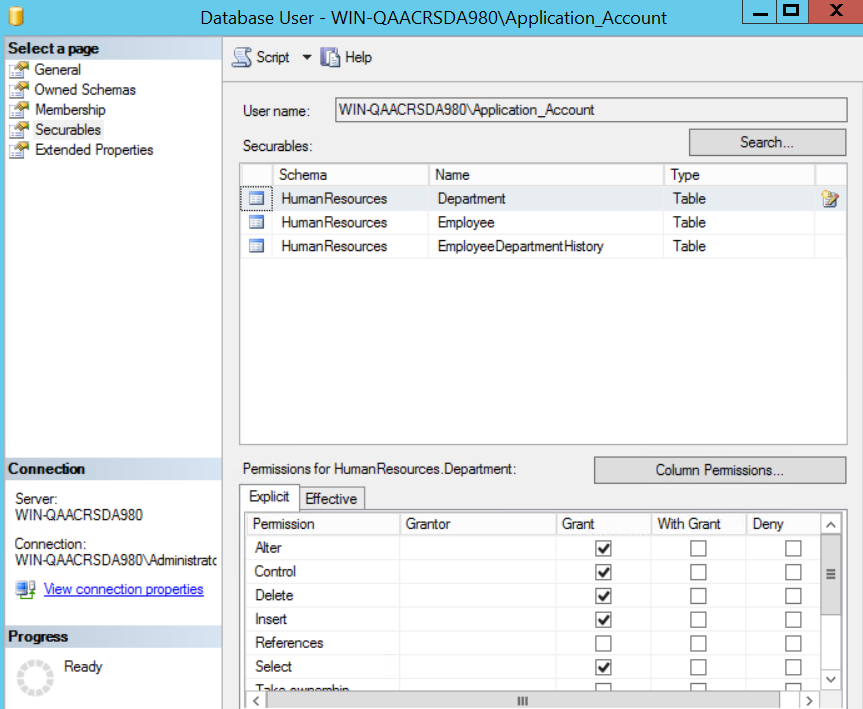 Database User - WIN-QAACRSDA980\Application_Account
Select a page
General
Owned Schemas
Membership
Securables
Extended Properties
Script Help
User name: WIN-QAACRSDA980\Application_Account
Securables: Search...
Schema Name Type
HumanResources Department Table
HumanResources Employee Table
HumanResources EmployeeDepartmentHistory Table
Connection
Server:
WIN-QAACRSDA980
Connection:
WIN-QAACRSDA980\Administrato
View connection properties
Progress
Ready
Permissions for HumanResources.Department: Column Permissions...
Explicit Effective
Permission Grantor Grant With Grant Deny
Alter
Control
Delete
Insert
References
Select
Take ownership